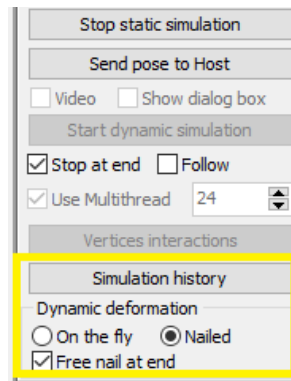 Stop static simulation
Send pose to Host
Video Show dialog box
Start dynamic simulation
Stop at end Follow
Use Multithread 24
Vertices interactions
Simulation history
Dynamic deformation
On the fly Nailed
Free nail at end